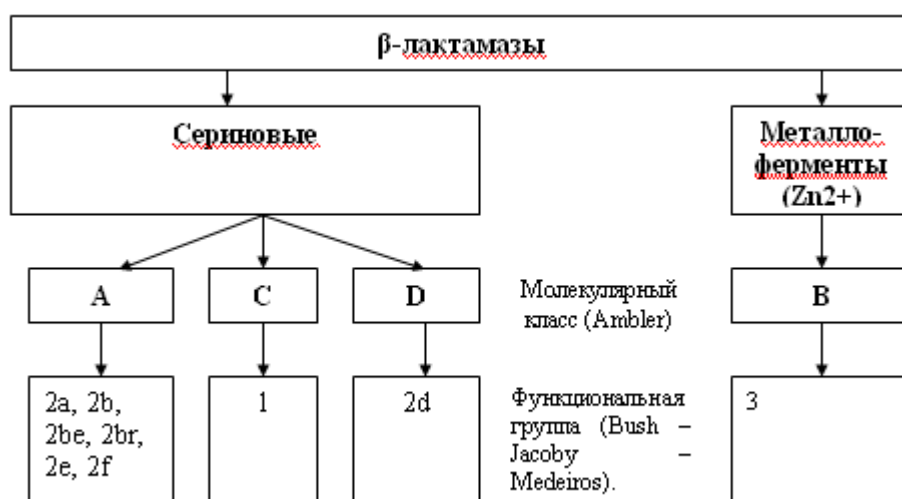 β-лактамазы
Сериновые
Металло-
ферменты
(Zn2+)
A
C
D
Молекулярный
класс (Ambler)
B
2a, 2b,
2be, 2br,
2e, 2f
1
2d
Функциональная
группа (Bush –
Jacoby –
Medeiros).
3